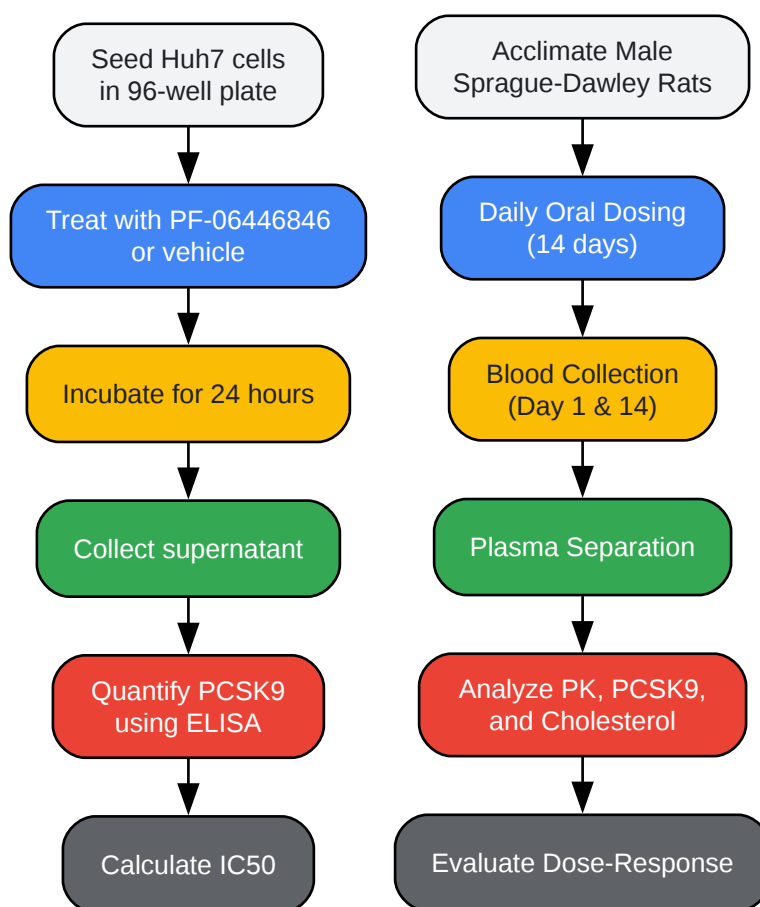 Seed Huh7 cells
in 96-well plate
Treat with PF-06446846
or vehicle
Incubate for 24 hours
Collect supernatant
Quantify PCSK9
using ELISA
Calculate IC50
Acclimate Male
Sprague-Dawley Rats
Daily Oral Dosing
(14 days)
Blood Collection
(Day 1 & 14)
Plasma Separation
Analyze PK, PCSK9,
and Cholesterol
Evaluate Dose-Response